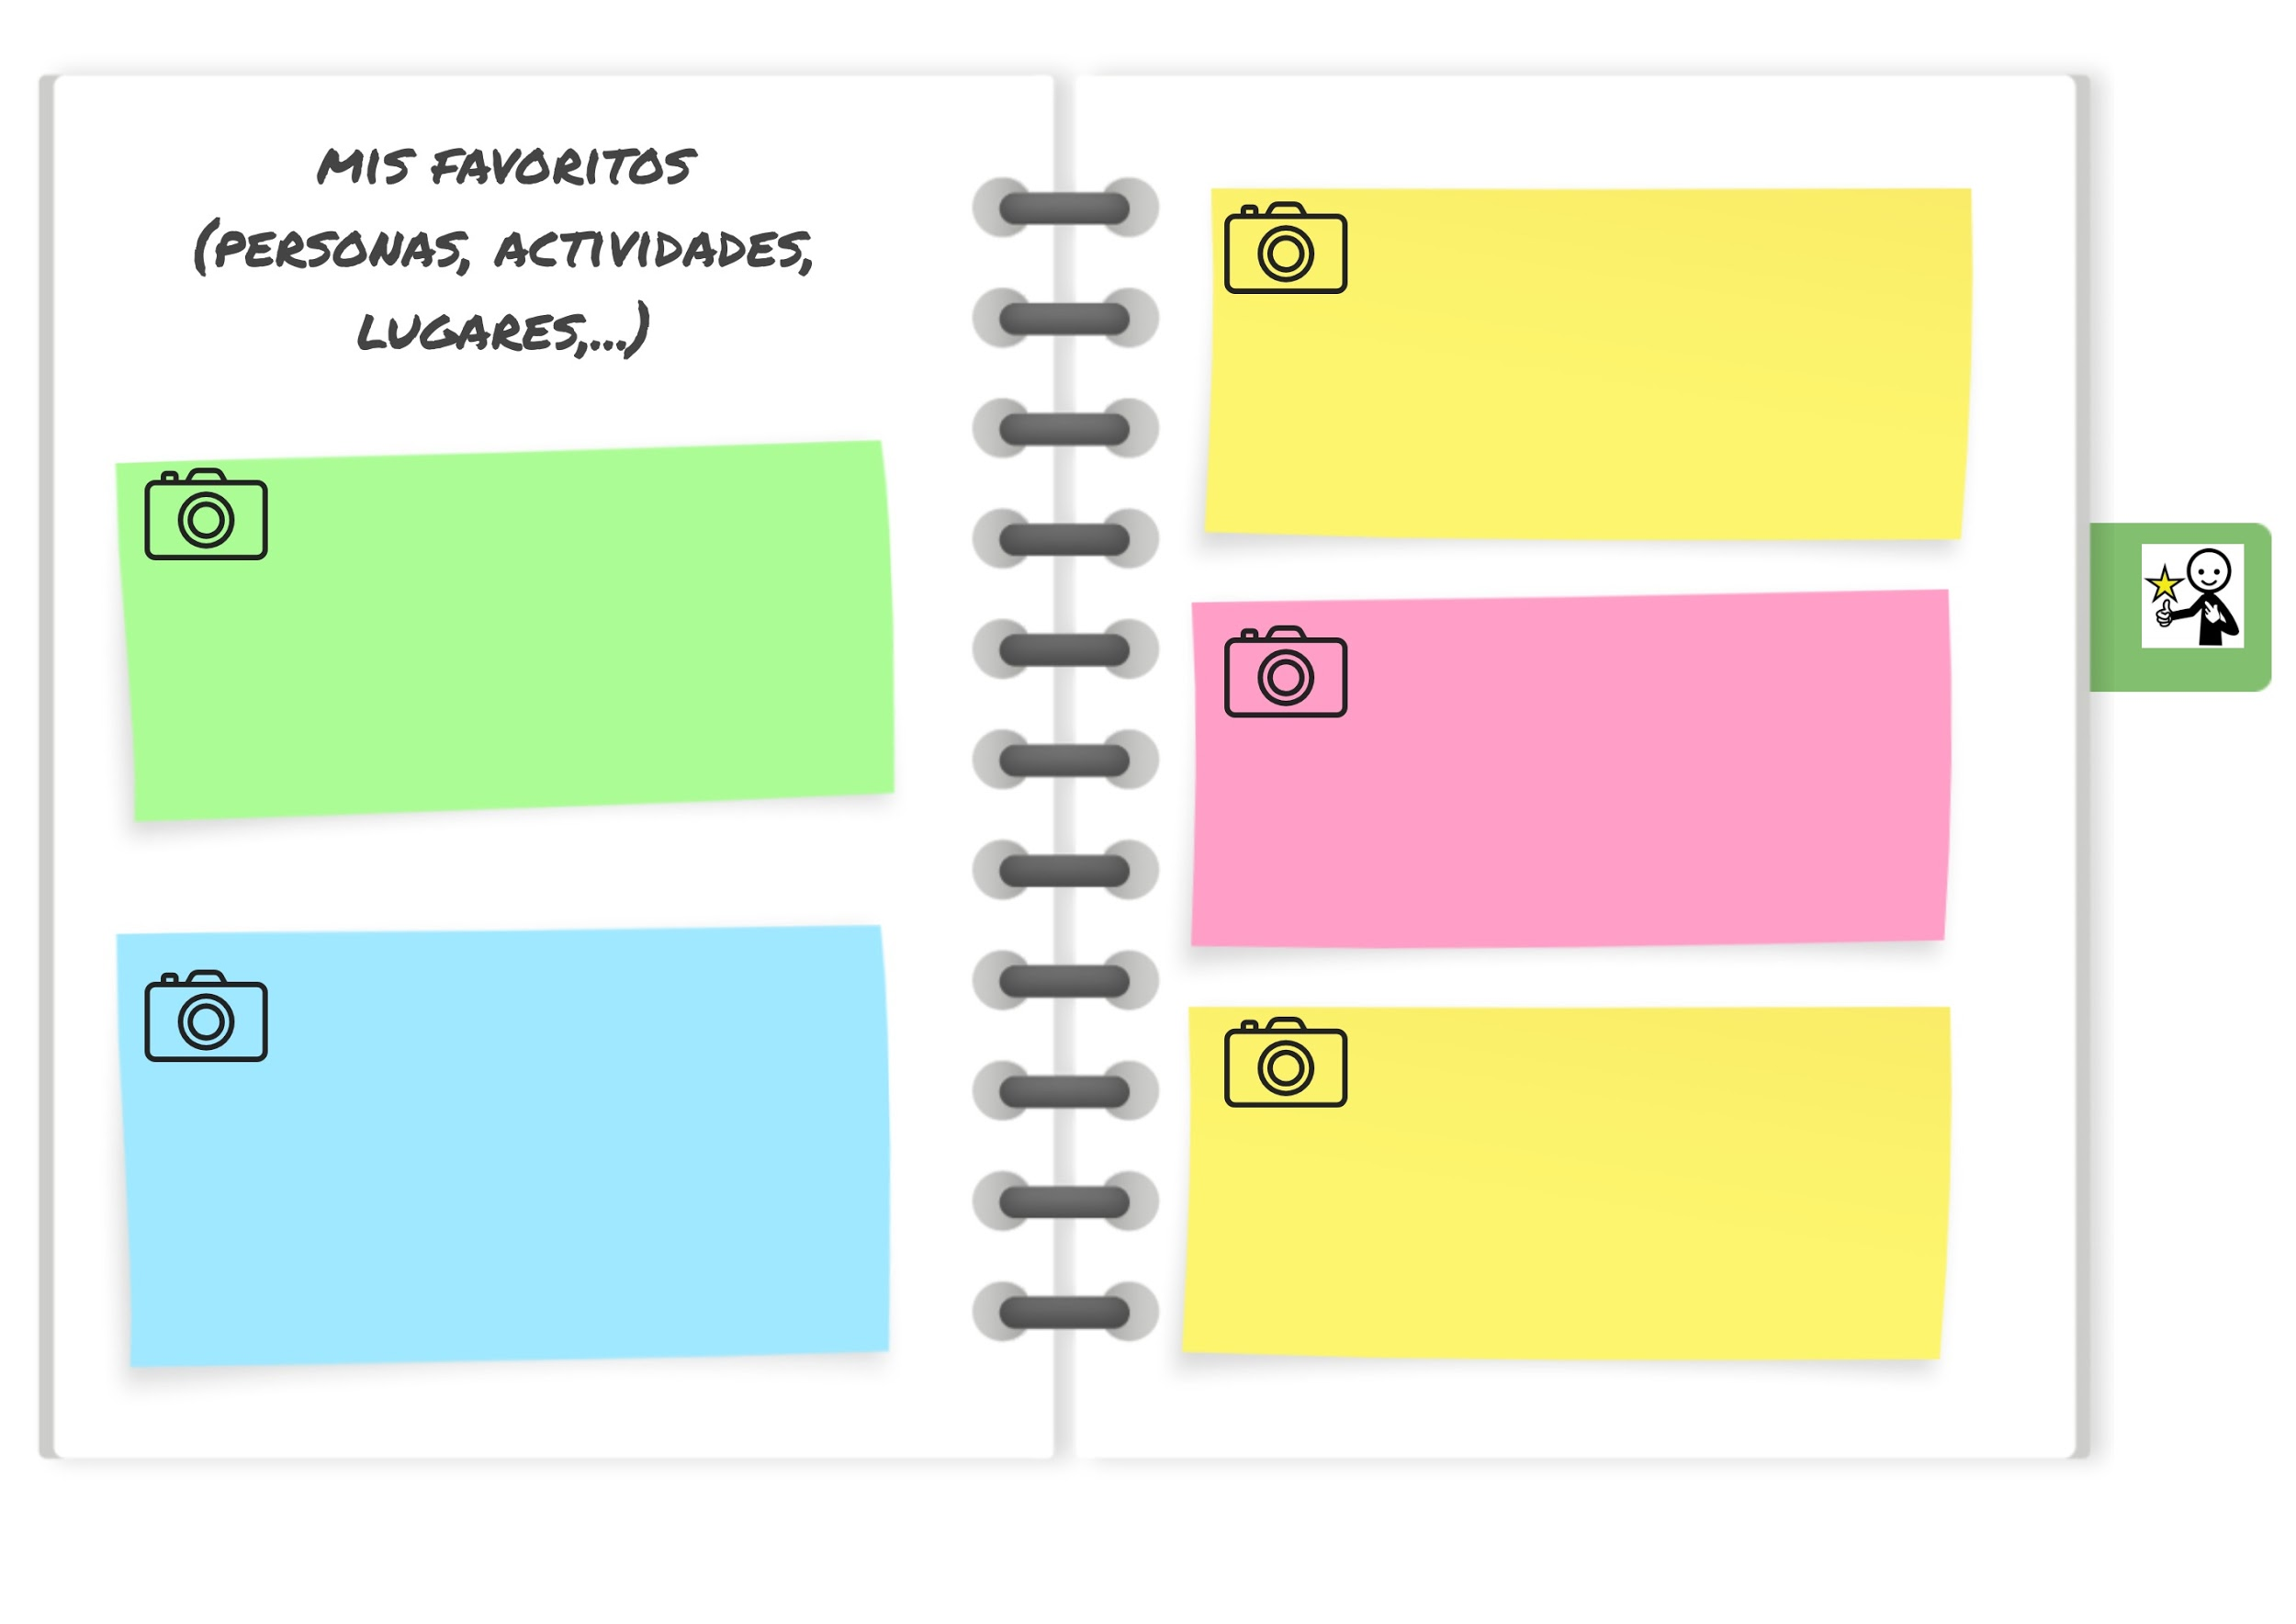 MIS FAVORITOS
(PERSONAS, ACTIVIDADES,
LUGARES,...)